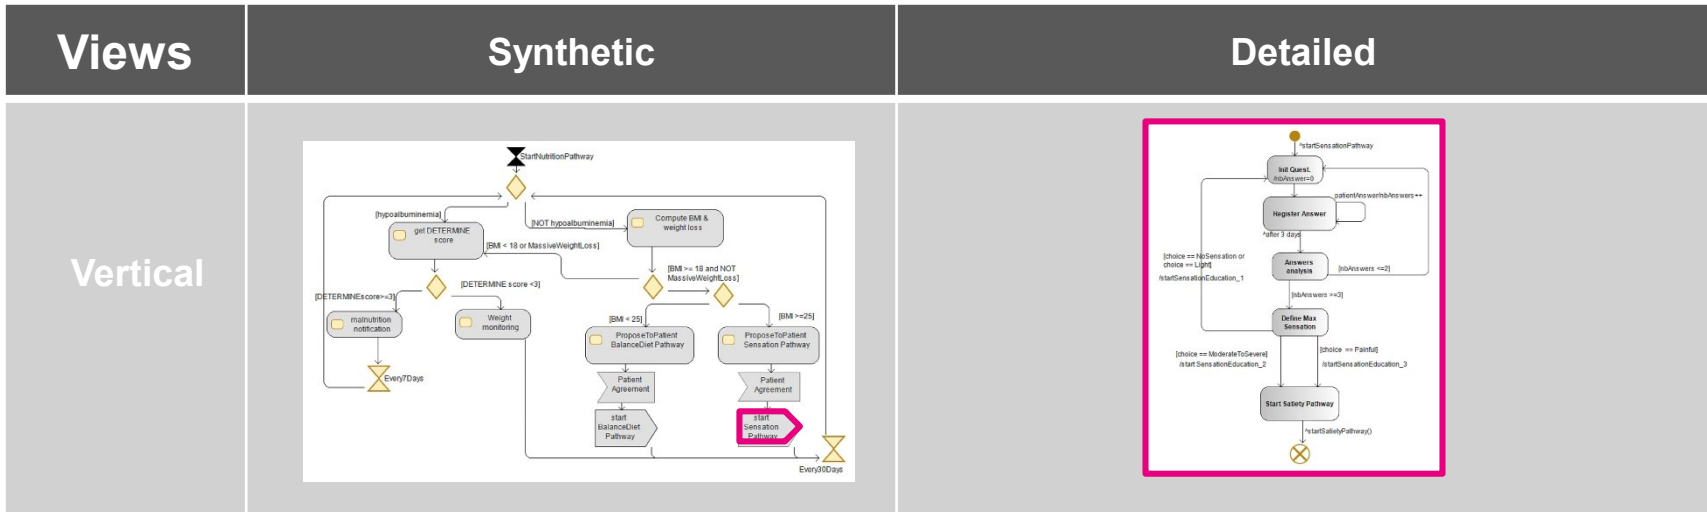 Views
Synthetic
Detailed
Vertical
StartNutritionPathway
[hypoalbuminemia]
[NOT hypoalbuminemia]
get DETERMINE
score
Compute BMI &
weight loss
[BMI < 18 or MassiveWeightLoss]
[BMI >= 18 and NOT
MassiveWeightLoss]
[DETERMINEscore>=3]
[DETERMINE score <3]
malnutrition
notification
Weight
monitoring
[BMI < 25]
[BMI >=25]
ProposeToPatient
BalanceDiet Pathway
ProposeToPatient
Sensation Pathway
Every7Days
Patient
Agreement
Patient
Agreement
start
BalanceDiet
Pathway
start
Sensation
Pathway
Every30Days
^startSensationPathway
Init Quest.
/nbAnswer=0
patientAnswer/nbAnswers++
Register Answer
^after 3 days
[choice == NoSensation or
choice == Light]
/startSensationEducation_1
Answers
analysis
[nbAnswers <=2]
[nbAnswers >=3]
Define Max
Sensation
[choice == ModerateToSevere]
/start SensationEducation_2
[choice == Painful]
/startSensationEducation_3
Start Satiety Pathway
^startSatietyPathway()